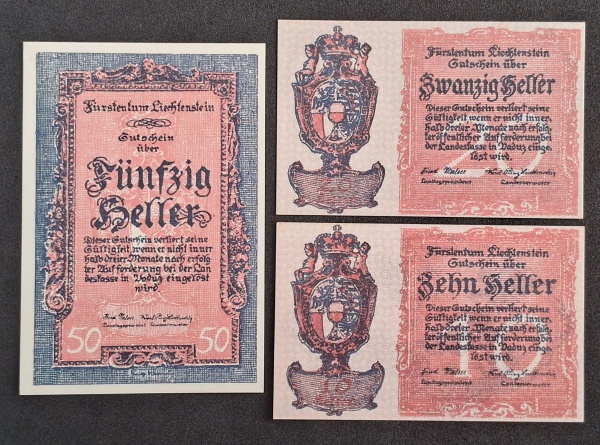 Fürstentum Liechtenstein
Gutschein
über
Fünfzig
Heller
Dieser Gutschein verliert seine
Gültigkeit wenn er nicht inner
halb dreier Monate nach erfolg
ter Aufforderung bei der Lan
deskasse in Vaduz eingelöst
wird.
50 50
Fürstentum Liechtenstein
Gutschein über
Zwanzig Heller
Dieser Gutschein verliert seine
Gültigkeit wenn er nicht inner,
halb dreier Monate nach erfolg,
ter öffentlicher Aufforderung bei
der Landeskasse in Vaduz einge,
löst wird.
Landesverweser
Fürstentum Liechtenstein
Gutschein über
Zehn Heller
Dieser Gutschein verliert seine
Gültigkeit wenn er nicht inner,
halb dreier Monate nach erfolg,
ter öffentlicher Aufforderung bei
der Landeskasse in Vaduz einge,
löst wird.
Landesverweser